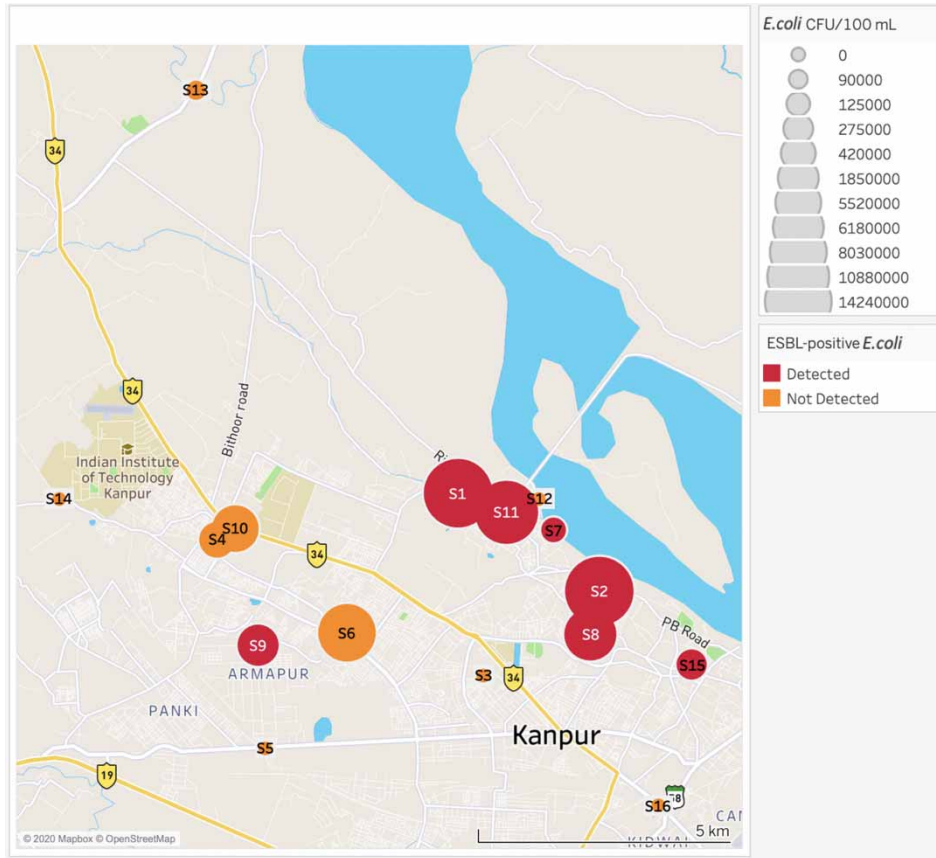 E.coli CFU/100 mL
0
90000
125000
275000
420000
1850000
5520000
6180000
8030000
10880000
14240000
ESBL-positive E.coli
Detected
Not Detected
S13
34
34
Bithoor road
Indian Institute
of Technology
Kanpur
S14
S1
S12
S11
S10
S4
S7
34
S2
S6
S8
S9
PB Road
ARMAPUR
S15
S3
34
PANKI
Kanpur
S5
19
S16
© 2020 Mapbox © OpenStreetMap
5 km